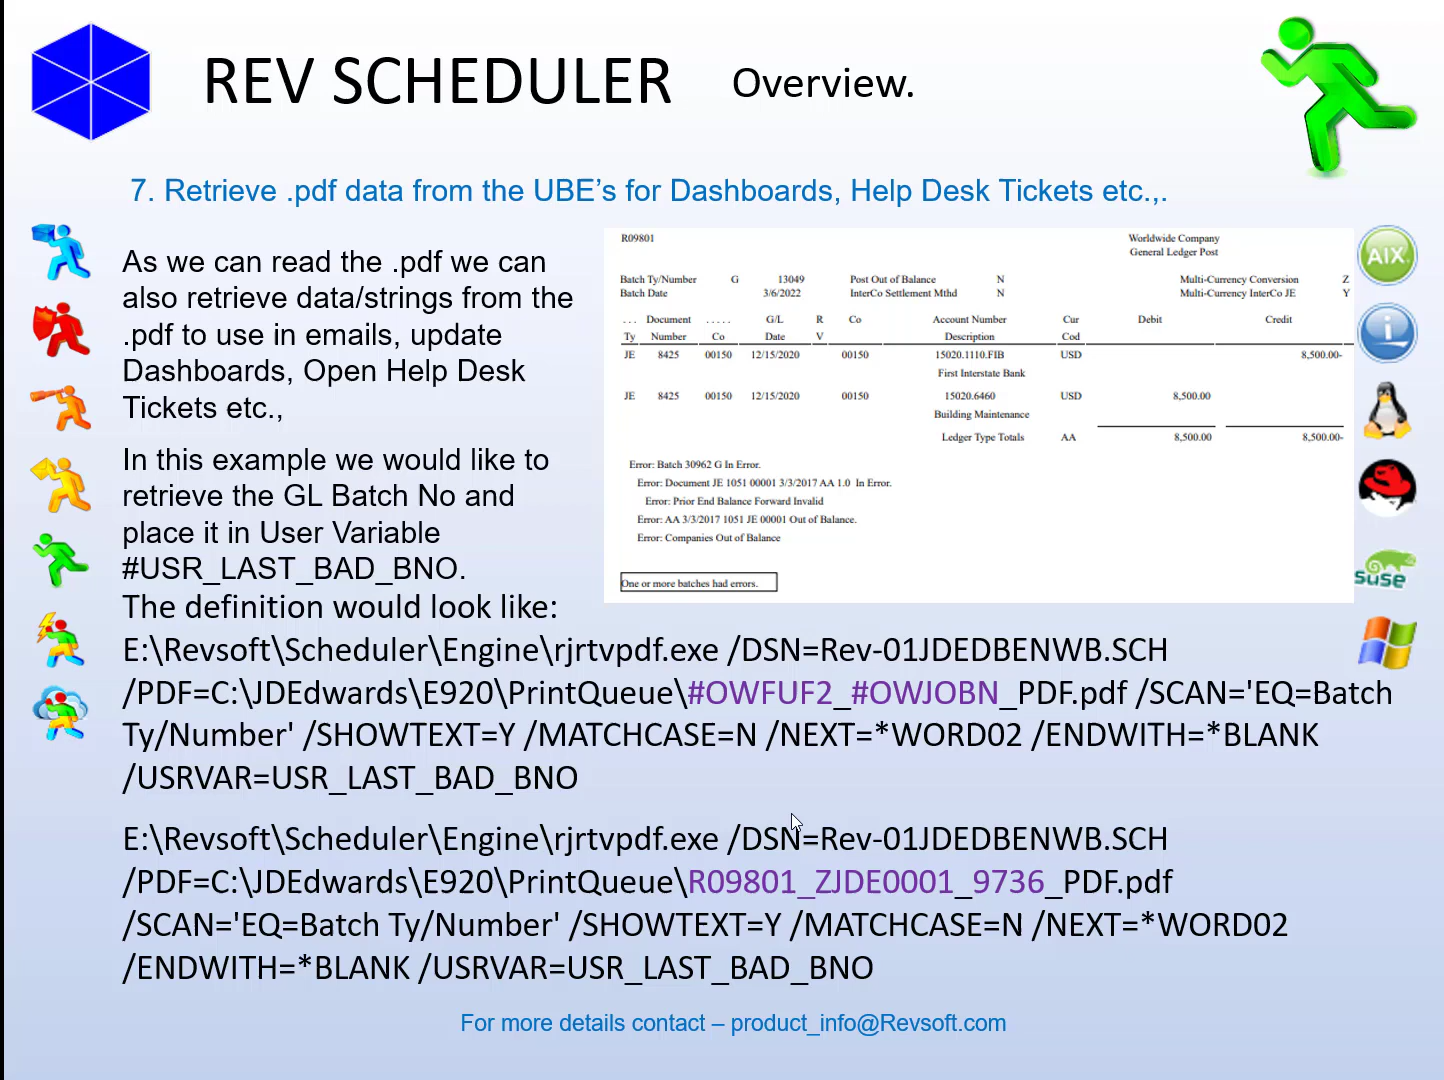 REV SCHEDULER
Overview.
7. Retrieve .pdf data from the UBE’s for Dashboards, Help Desk Tickets etc.,.
As we can read the .pdf we can
also retrieve data/strings from the
.pdf to use in emails, update
Dashboards, Open Help Desk
Tickets etc.,
In this example we would like to
retrieve the GL Batch No and
place it in User Variable
#USR_LAST_BAD_BNO.
The definition would look like:
R09801
Worldwide Company
General Ledger Post
Batch Ty/Number G 13049 Post Out of Balance N Multi-Currency Conversion Z
Batch Date 3/6/2022 InterCo Settlement Mthd N Multi-Currency InterCo JE Y
. . . Document . . . . . G/L R Co Account Number Cur Debit Credit
Ty Number Co Date V Description Cod
JE 8425 00150 12/15/2020 00150 15020.1110.FIB USD 8,500.00-
First Interstate Bank
JE 8425 00150 12/15/2020 00150 15020.6460 USD 8,500.00
Building Maintenance
Ledger Type Totals AA 8,500.00 8,500.00-
Error: Batch 30962 G In Error.
Error: Document JE 1051 00001 3/3/2017 AA 1.0 In Error.
Error: Prior End Balance Forward Invalid
Error: AA 3/3/2017 1051 JE 00001 Out of Balance.
Error: Companies Out of Balance
One or more batches had errors.
AIX
i
SUSE
E:\Revsoft\Scheduler\Engine\rjrtvpdf.exe /DSN=Rev-01JDEDBENWB.SCH
/PDF=C:\JDEdwards\E920\PrintQueue\#OWFUF2_#OWJOBN_PDF.pdf /SCAN='EQ=Batch
Ty/Number' /SHOWTEXT=Y /MATCHCASE=N /NEXT=*WORD02 /ENDWITH=*BLANK
/USRVAR=USR_LAST_BAD_BNO
E:\Revsoft\Scheduler\Engine\rjrtvpdf.exe /DSN=Rev-01JDEDBENWB.SCH
/PDF=C:\JDEdwards\E920\PrintQueue\R09801_ZJDE0001_9736_PDF.pdf
/SCAN='EQ=Batch Ty/Number' /SHOWTEXT=Y /MATCHCASE=N /NEXT=*WORD02
/ENDWITH=*BLANK /USRVAR=USR_LAST_BAD_BNO
For more details contact – product_info@Revsoft.com